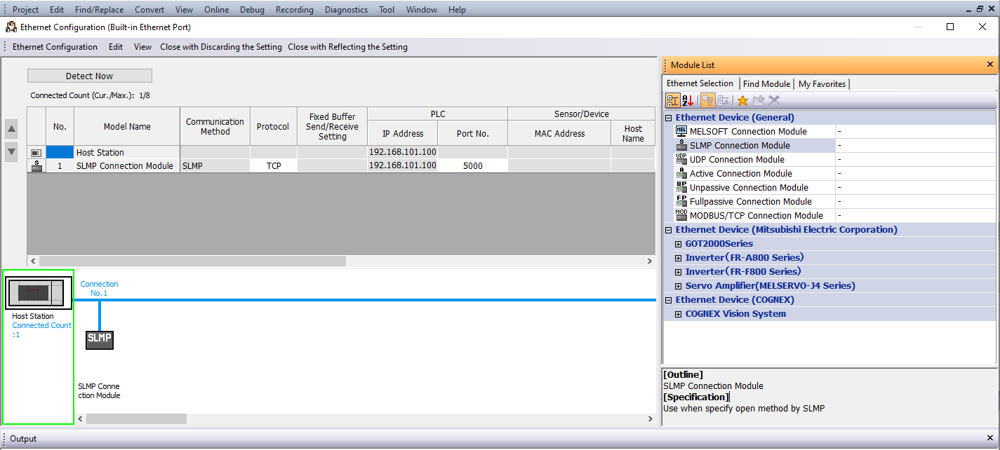 Project Edit Find/Replace Convert View Online Debug Recording Diagnostics Tool Window Help
Ethernet Configuration (Built-in Ethernet Port)
Ethernet Configuration Edit View Close with Discarding the Setting Close with Reflecting the Setting
Detect Now
Connected Count (Cur./Max.): 1/8
No. Model Name Communication Method Protocol Fixed Buffer Send/Receive Setting PLC Sensor/Device
IP Address Port No. MAC Address Host Name
Host Station 192.168.101.100
S 1 SLMP Connection Module SLMP TCP 192.168.101.100 5000
Connection
No.1
Host Station
Connected Count
:1
SLMP
SLMP Conne
ction Module
Module List
Ethernet Selection Find Module My Favorites
Ethernet Device (General)
MEL MELSOFT Connection Module -
S SLMP Connection Module -
UDP UDP Connection Module -
A Active Connection Module -
UP Unpassive Connection Module -
FP Fullpassive Connection Module -
MOD MODBUS/TCP Connection Module -
Ethernet Device (Mitsubishi Electric Corporation)
GOT2000Series
Inverter(FR-A800 Series)
Inverter(FR-F800 Series)
Servo Amplifier(MELSERVO-J4 Series)
Ethernet Device (COGNEX)
COGNEX Vision System
[Outline]
SLMP Connection Module
[Specification]
Use when specify open method by SLMP
Output